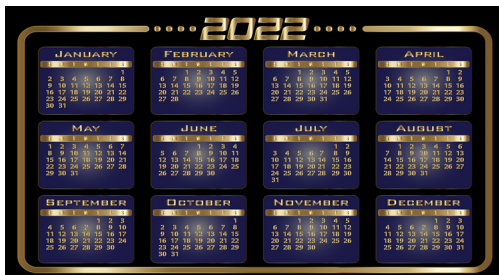 2022
JANUARY
1
2 3 4 5 6 7 8
9 10 11 12 13 14 15
16 17 18 19 20 21 22
23 24 25 26 27 28 29
30 31
FEBRUARY
1 2 3 4 5
6 7 8 9 10 11 12
13 14 15 16 17 18 19
20 21 22 23 24 25 26
27 28
MARCH
1 2 3 4 5
6 7 8 9 10 11 12
13 14 15 16 17 18 19
20 21 22 23 24 25 26
27 28 29 30 31
APRIL
1 2
3 4 5 6 7 8 9
10 11 12 13 14 15 16
17 18 19 20 21 22 23
24 25 26 27 28 29 30
MAY
1 2 3 4 5 6 7
8 9 10 11 12 13 14
15 16 17 18 19 20 21
22 23 24 25 26 27 28
29 30 31
JUNE
1 2 3 4
5 6 7 8 9 10 11
12 13 14 15 16 17 18
19 20 21 22 23 24 25
26 27 28 29 30
JULY
1 2
3 4 5 6 7 8 9
10 11 12 13 14 15 16
17 18 19 20 21 22 23
24 25 26 27 28 29 30
31
AUGUST
1 2 3 4 5 6
7 8 9 10 11 12 13
14 15 16 17 18 19 20
21 22 23 24 25 26 27
28 29 30 31
SEPTEMBER
1 2 3
4 5 6 7 8 9 10
11 12 13 14 15 16 17
18 19 20 21 22 23 24
25 26 27 28 29 30
OCTOBER
1
2 3 4 5 6 7 8
9 10 11 12 13 14 15
16 17 18 19 20 21 22
23 24 25 26 27 28 29
30 31
NOVEMBER
1 2 3 4 5
6 7 8 9 10 11 12
13 14 15 16 17 18 19
20 21 22 23 24 25 26
27 28 29 30
DECEMBER
1 2 3
4 5 6 7 8 9 10
11 12 13 14 15 16 17
18 19 20 21 22 23 24
25 26 27 28 29 30 31